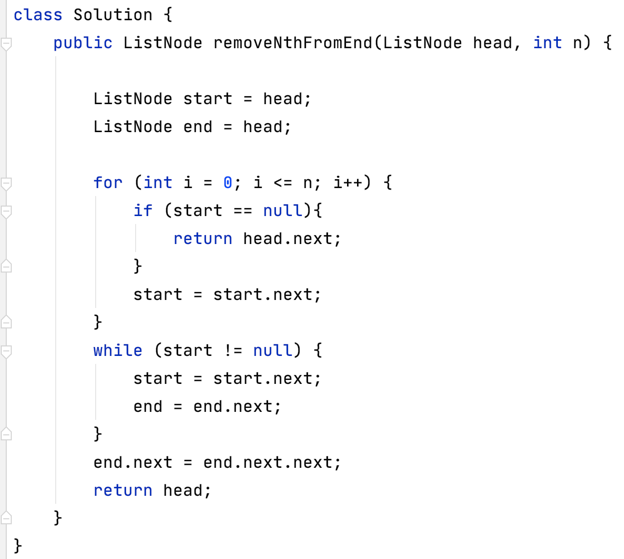 class Solution {
public ListNode removeNthFromEnd(ListNode head, int n) {
ListNode start = head;
ListNode end = head;
for (int i = 0; i <= n; i++) {
if (start == null){
return head.next;
}
start = start.next;
}
while (start != null) {
start = start.next;
end = end.next;
}
end.next = end.next.next;
return head;
}
}